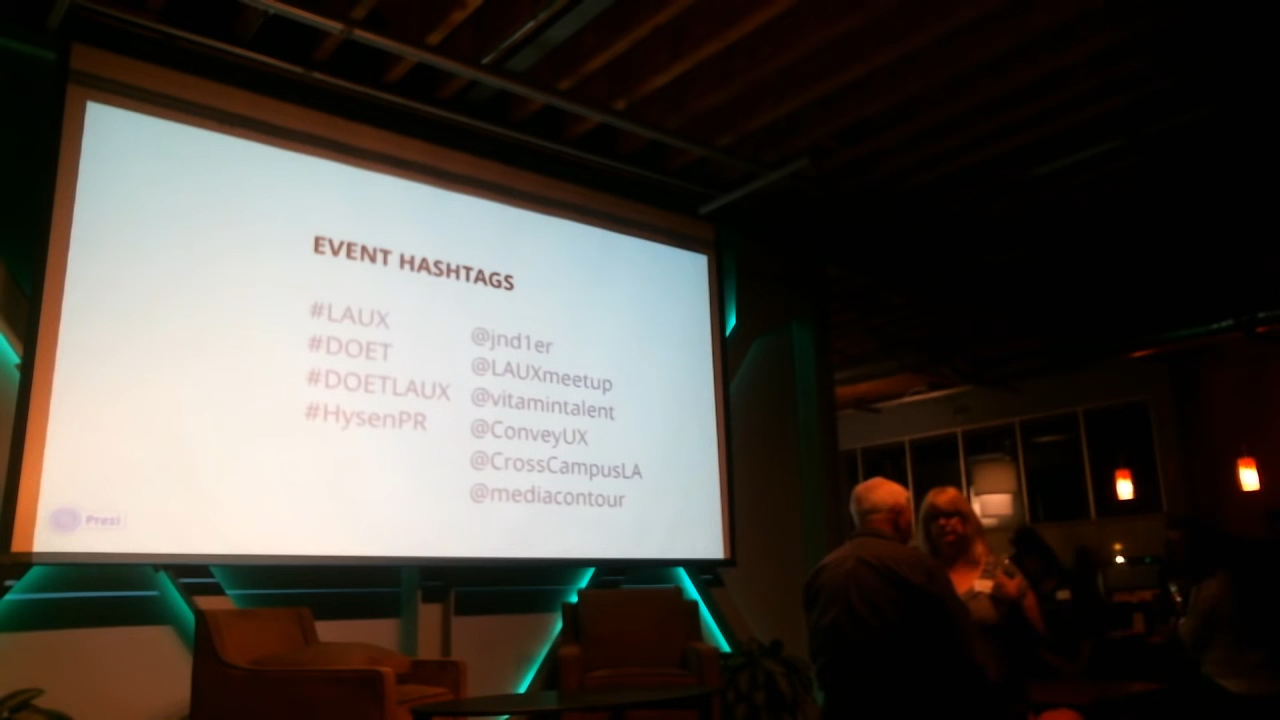 EVENT HASHTAGS
#LAUX
#DOET
#DOETLAUX
#HysenPR
@jnd1er
@LAUXmeetup
@vitamintalent
@ConveyUX
@CrossCampusLA
@mediacontour
Prezi